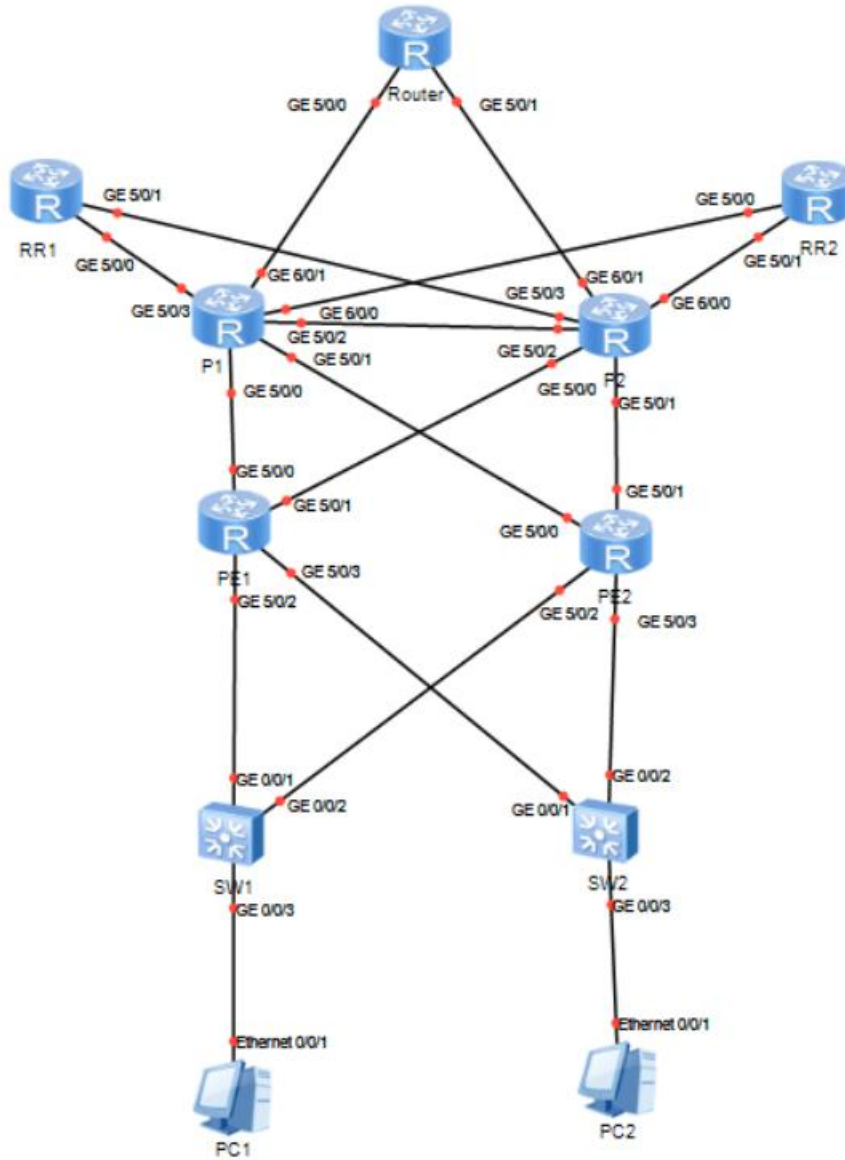 GE 5/0/0
Router
GE 5/0/1
GE 5/0/1
RR1
GE 5/0/0
GE 5/0/0
RR2
GE 5/0/1
GE 5/0/3
GE 6/0/1
GE 6/0/0
GE 5/0/2
P1
GE 5/0/1
GE 5/0/3
GE 6/0/1
GE 6/0/0
GE 5/0/2
P2
GE 5/0/0
GE 5/0/0
GE 5/0/1
GE 5/0/0
GE 5/0/1
GE 5/0/1
GE 5/0/0
PE1
GE 5/0/3
GE 5/0/2
PE2
GE 5/0/2
GE 5/0/3
GE 0/0/1
GE 0/0/2
GE 0/0/2
GE 0/0/1
SW1
SW2
GE 0/0/3
GE 0/0/3
Ethernet 0/0/1
Ethernet 0/0/1
PC1
PC2